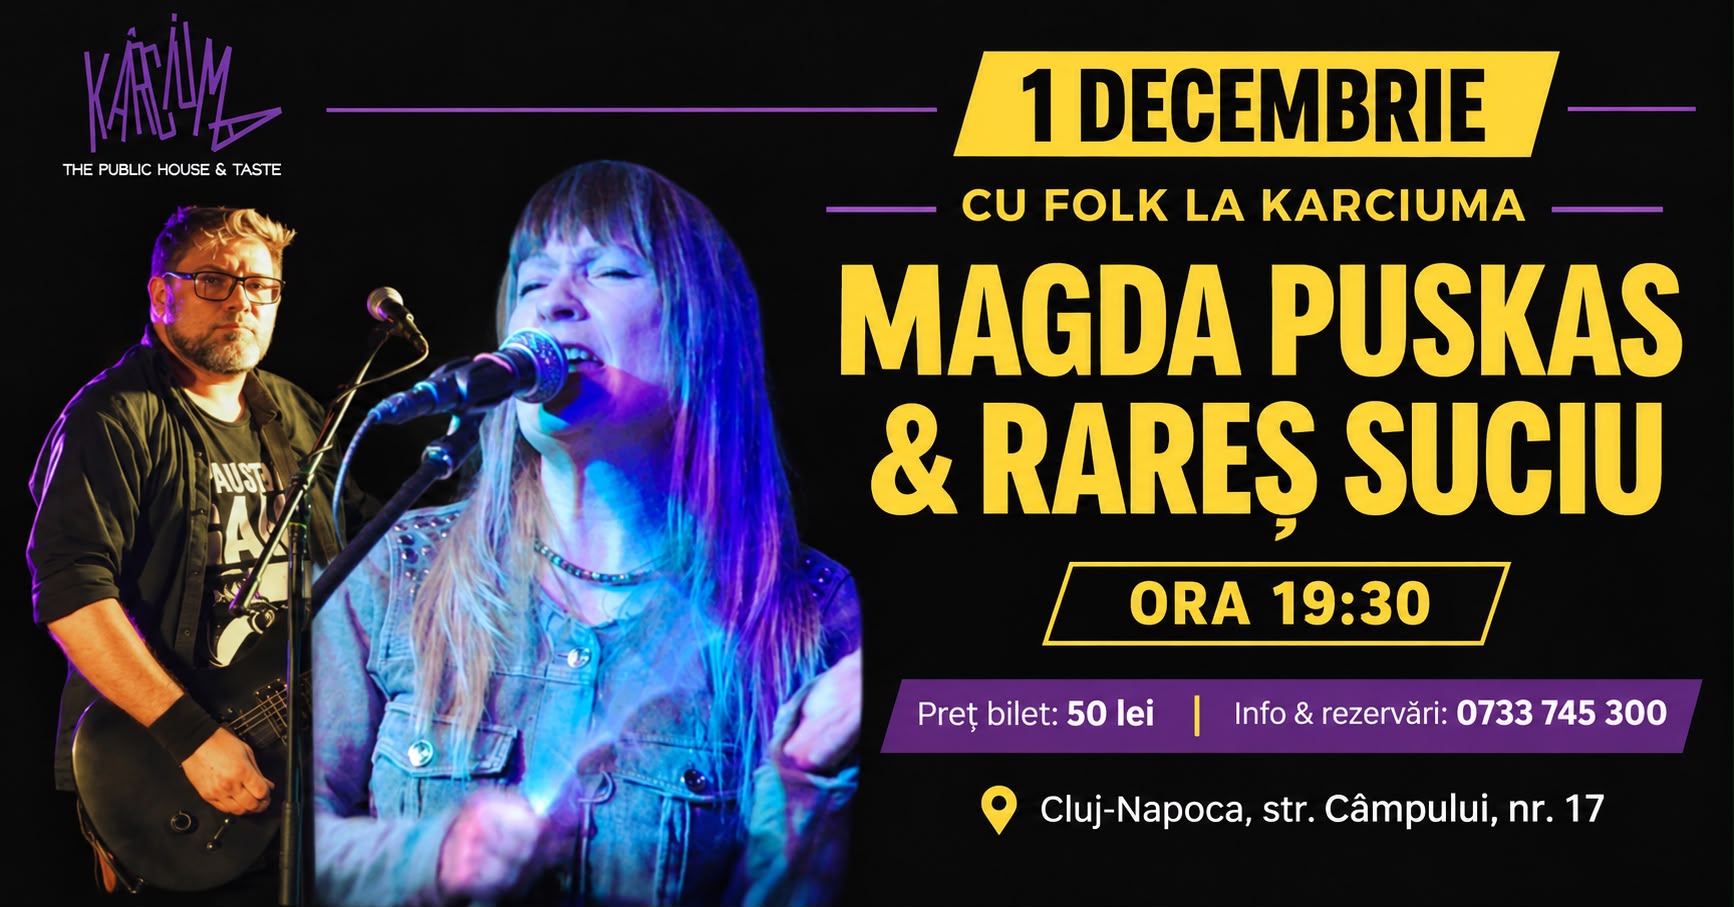 KÂRCIUMA
THE PUBLIC HOUSE & TASTE
1 DECEMBRIE
CU FOLK LA KARCIUMA
MAGDA PUSKAS
& RAREȘ SUCIU
ORA 19:30
Preț bilet: 50 lei | Info & rezervări: 0733 745 300
Cluj-Napoca, str. Câmpului, nr. 17